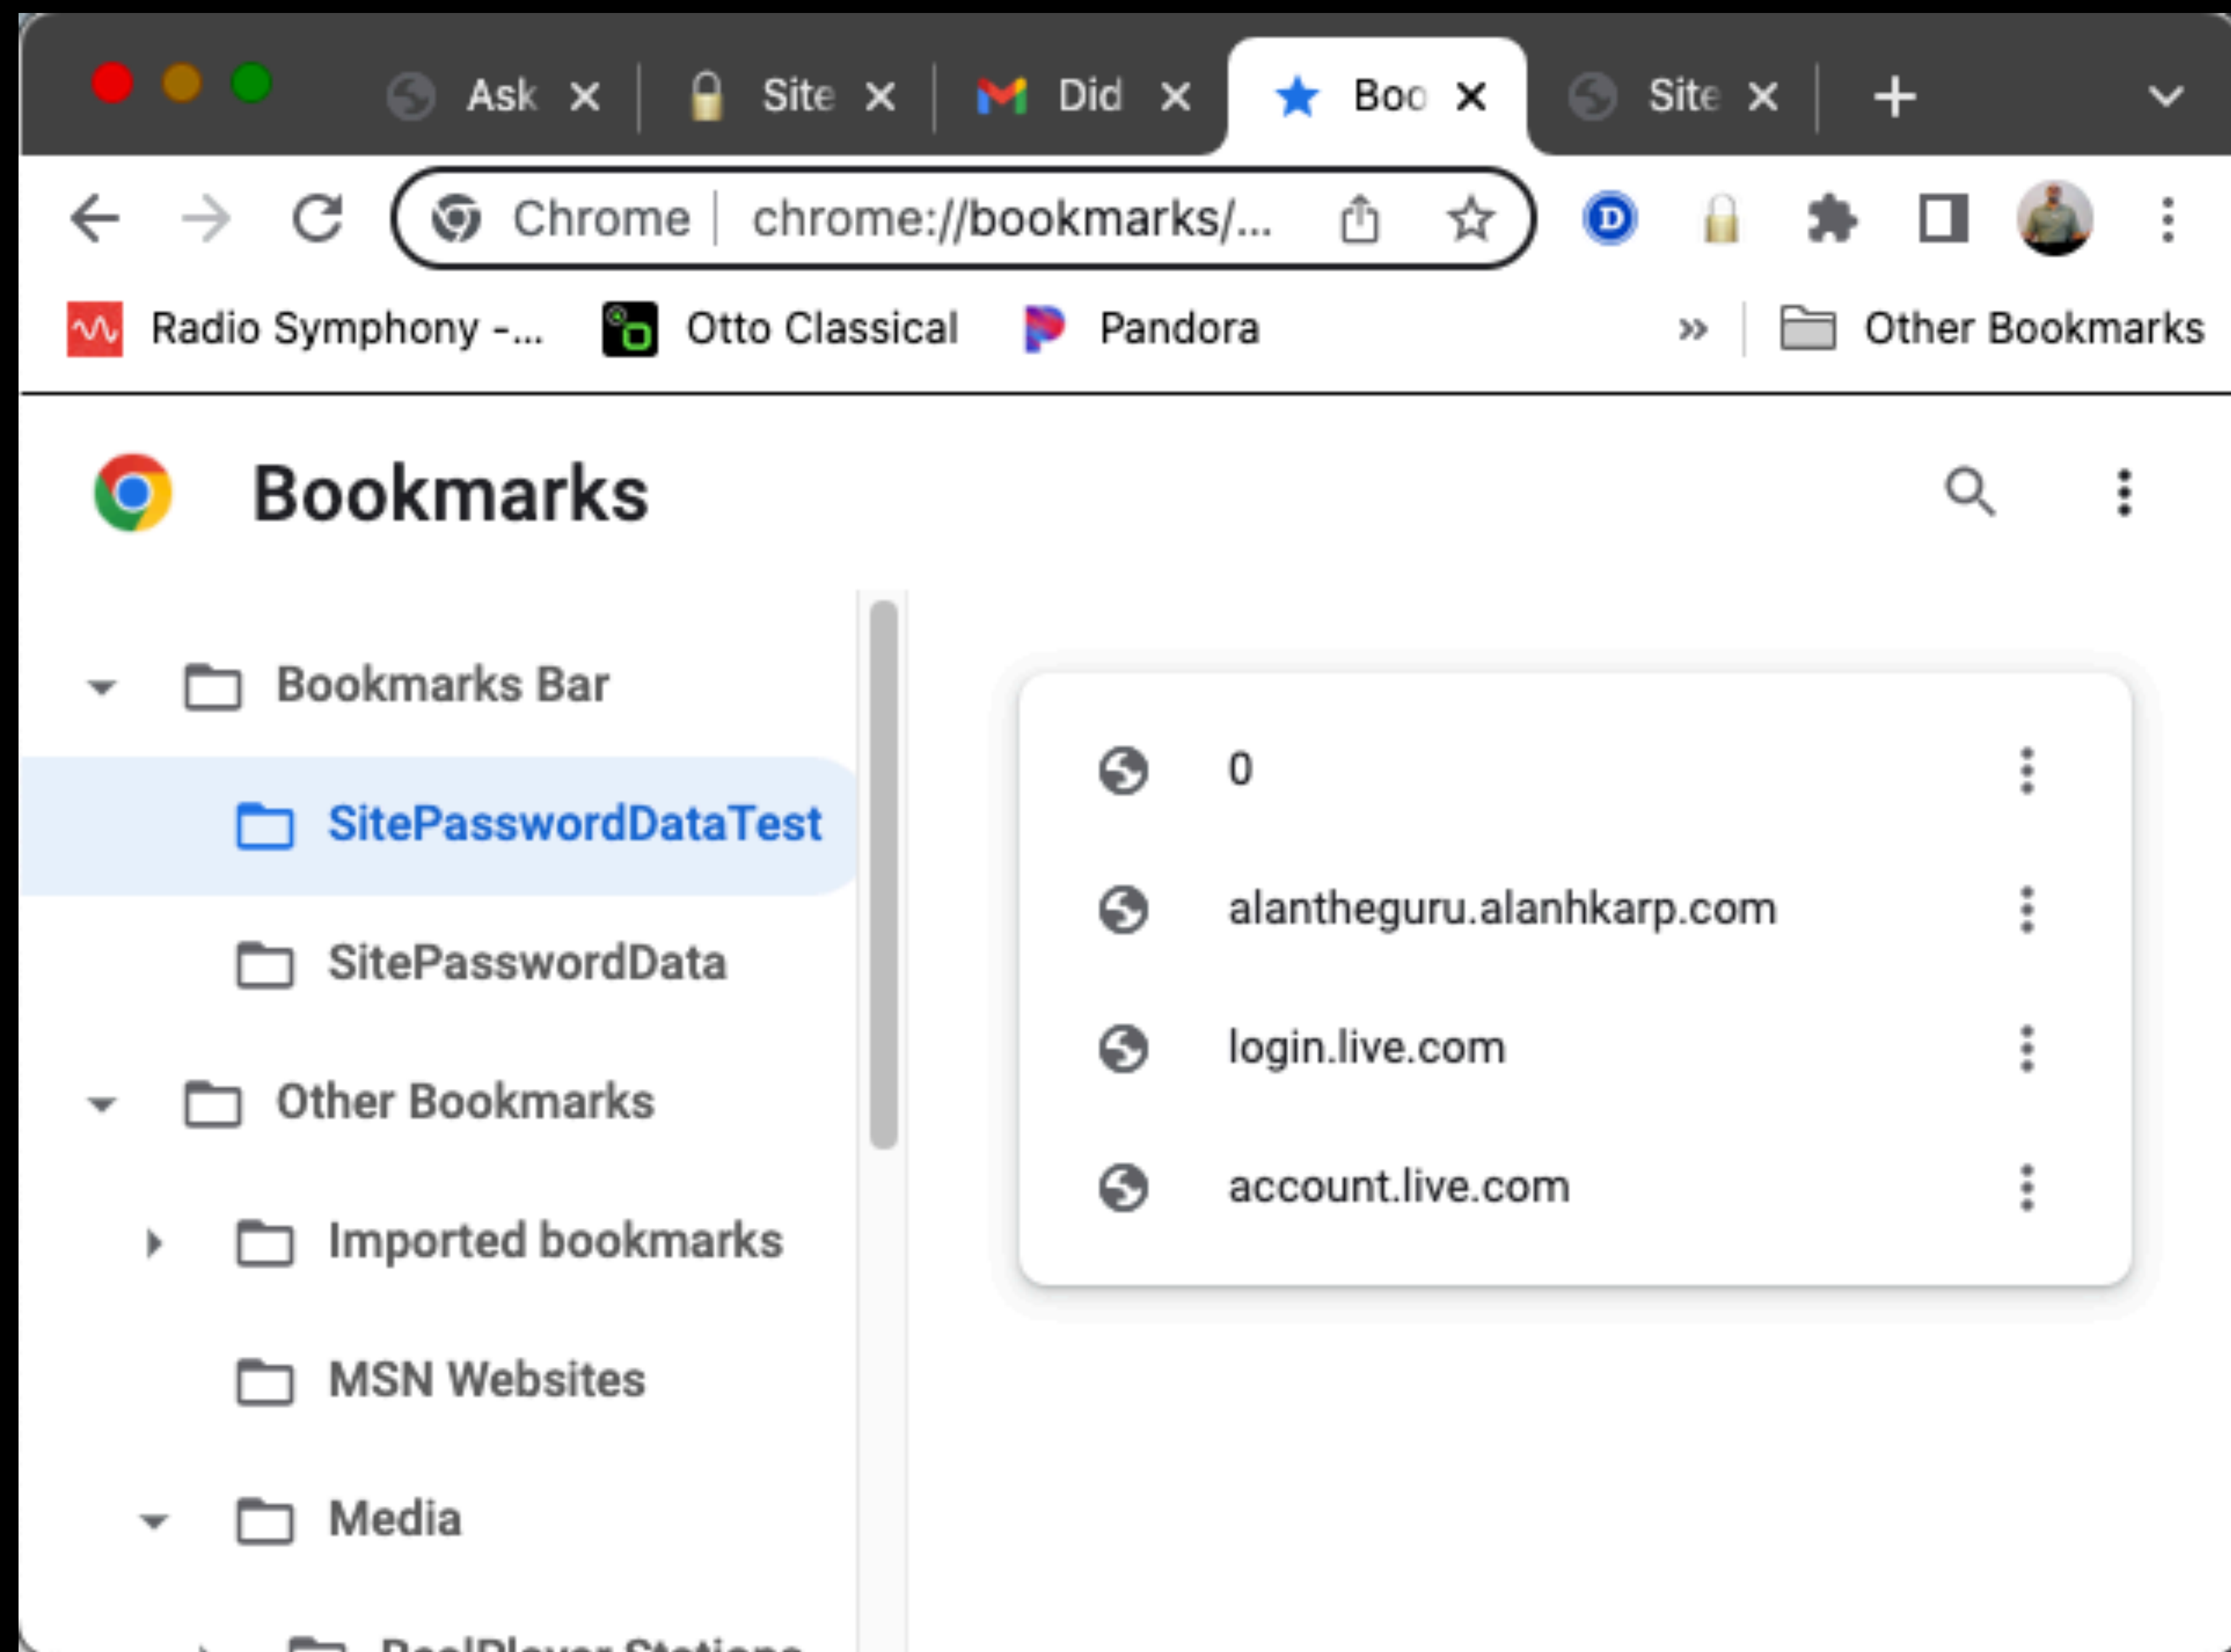 Ask Site Did Boo Site
Chrome chrome://bookmarks/...
D
Radio Symphony -... Otto Classical Pandora » Other Bookmarks
Bookmarks
Bookmarks Bar
SitePasswordDataTest
SitePasswordData
Other Bookmarks
Imported bookmarks
MSN Websites
Media
0
alantheguru.alanhkarp.com
login.live.com
account.live.com